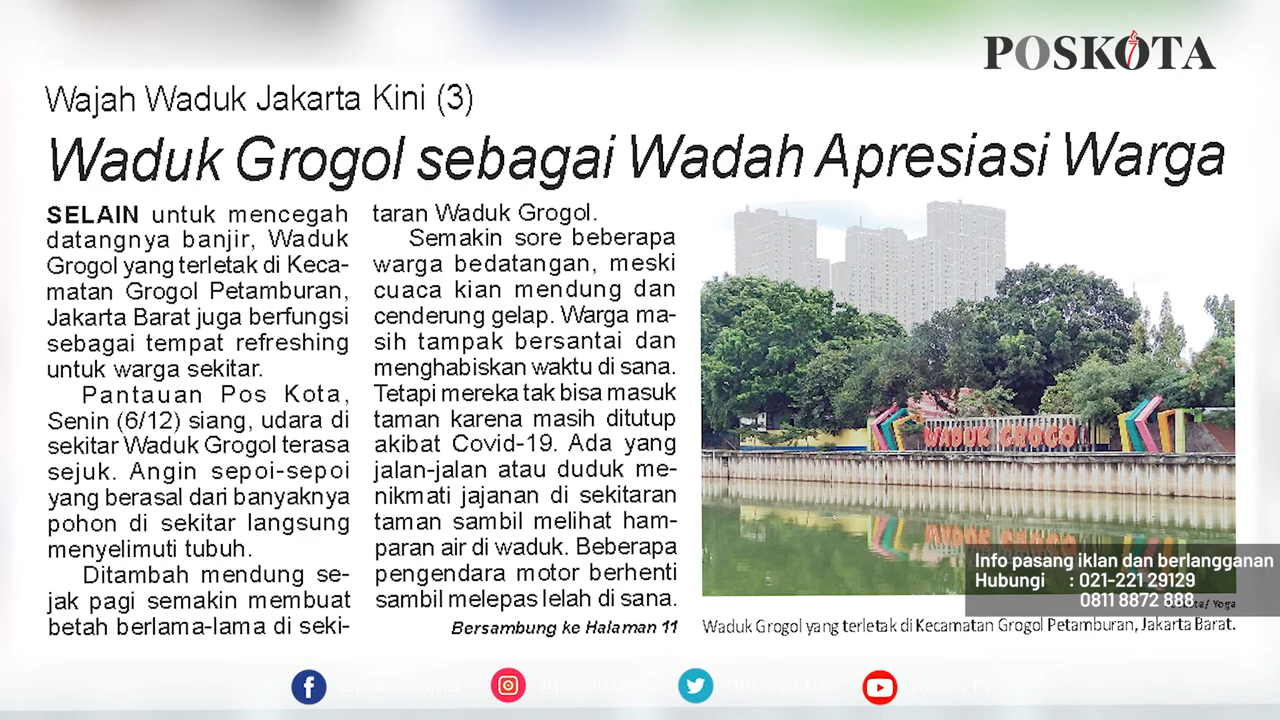 POSKOTA
Wajah Waduk Jakarta Kini (3)
Waduk Grogol sebagai Wadah Apresiasi Warga
SELAIN untuk mencegah
datangnya banjir, Waduk
Grogol yang terletak di Keca-
matan Grogol Petamburan,
Jakarta Barat juga berfungsi
sebagai tempat refreshing
untuk warga sekitar.
Pantauan Pos Kota,
Senin (6/12) siang, udara di
sekitar Waduk Grogol terasa
sejuk. Angin sepoi-sepoi
yang berasal dari banyaknya
pohon di sekitar langsung
menyelimuti tubuh.
Ditambah mendung se-
jak pagi semakin membuat
betah berlama-lama di seki-
taran Waduk Grogol.
Semakin sore beberapa
warga bedatangan, meski
cuaca kian mendung dan
cenderung gelap. Warga ma-
sih tampak bersantai dan
menghabiskan waktu di sana.
Tetapi mereka tak bisa masuk
taman karena masih ditutup
akibat Covid-19. Ada yang
jalan-jalan atau duduk me-
nikmati jajanan di sekitaran
taman sambil melihat ham-
paran air di waduk. Beberapa
pengendara motor berhenti
sambil melepas lelah di sana.
Bersambung ke Halaman 11
WADUK GROGO
Info pasang iklan dan berlangganan
Hubungi : 021-221 29129
0811 8872 888
Yoga
Waduk Grogol yang terletak di Kecamatan Grogol Petamburan, Jakarta Barat.